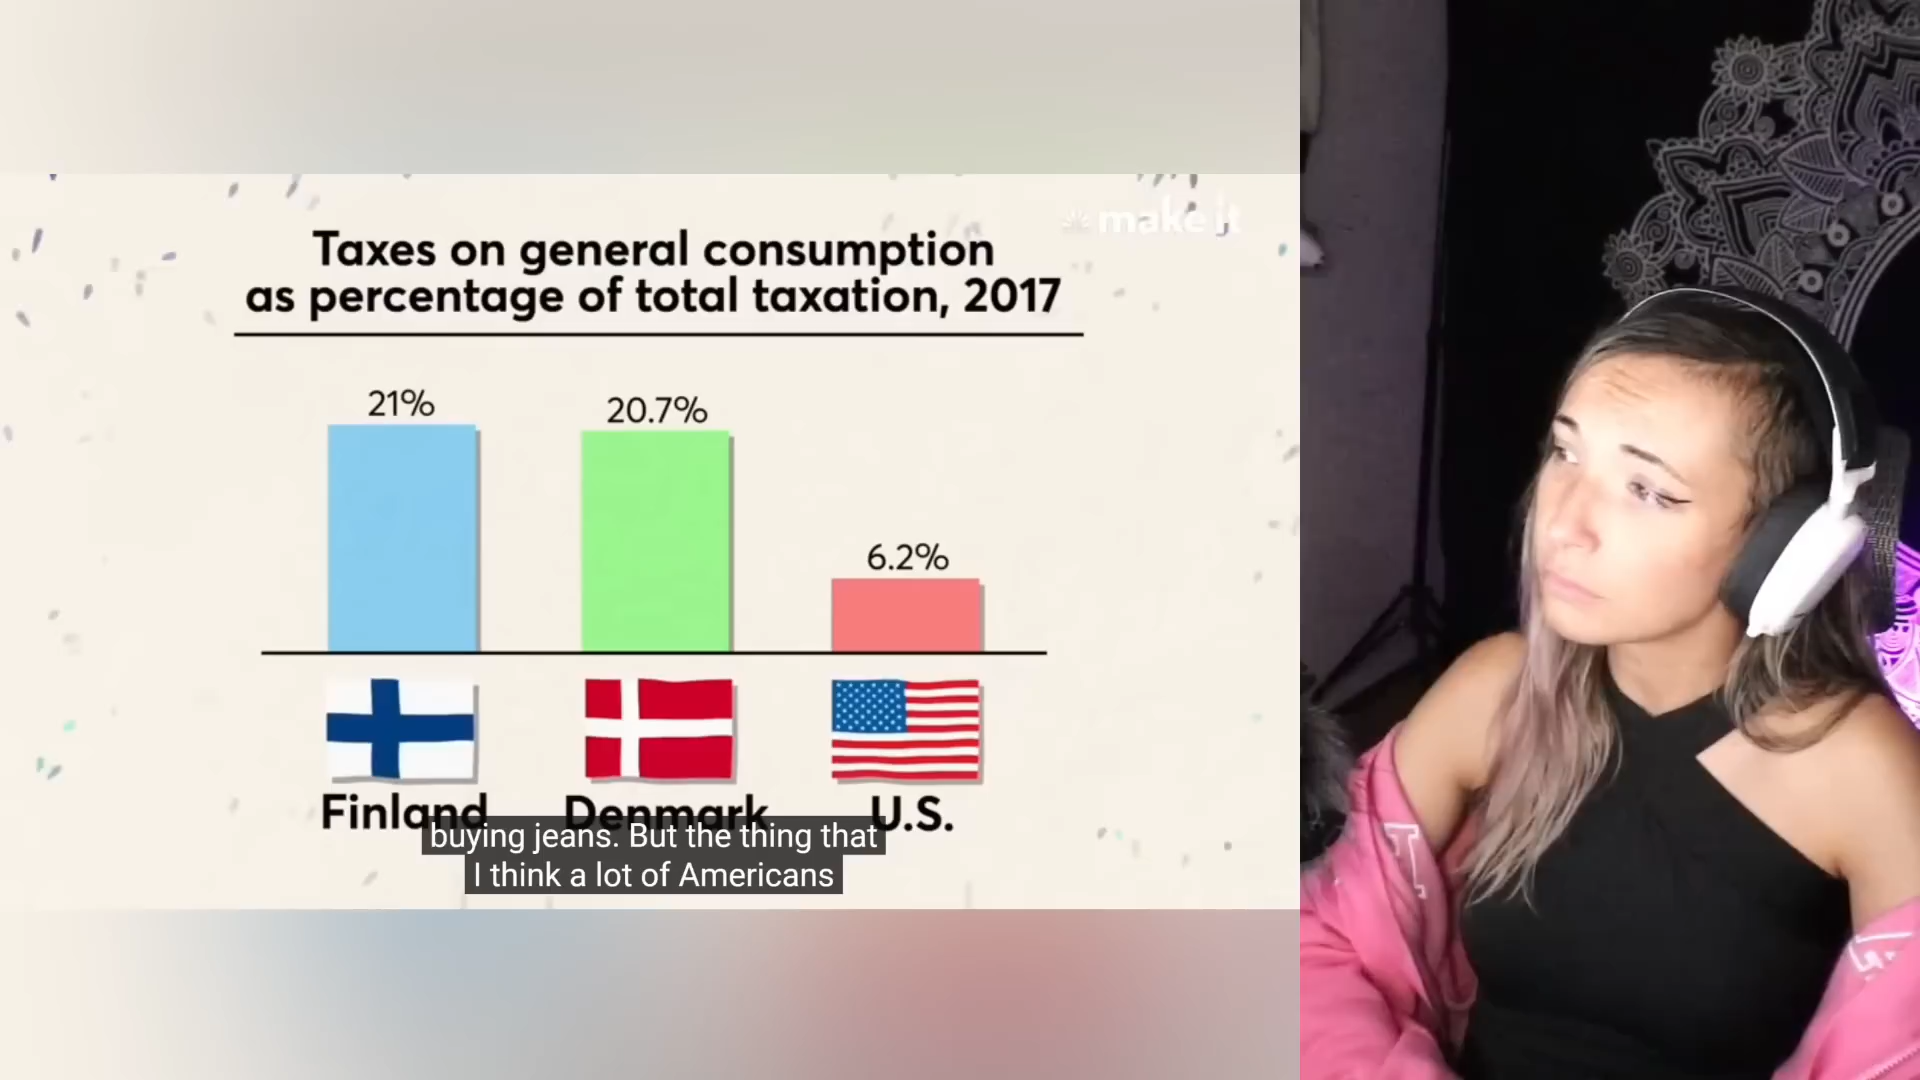 make it
Taxes on general consumption
as percentage of total taxation, 2017
21%
20.7%
6.2%
Finland
Denmark
U.S.
buying jeans. But the thing that
I think a lot of Americans